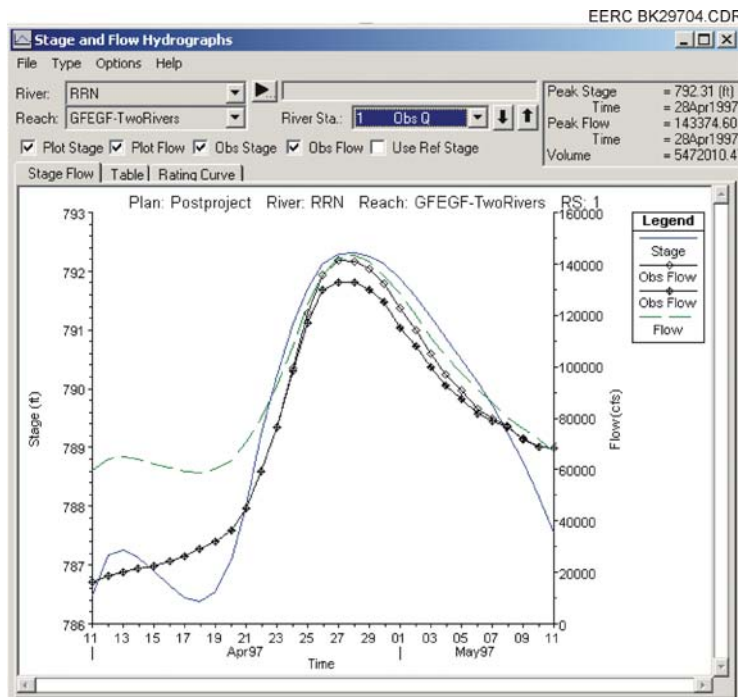 EERC BK29704.CDR
Stage and Flow Hydrographs
File Type Options Help
River: RRN
Reach: GFEGF-TwoRivers River Sta.: 1 Obs Q
Plot Stage Plot Flow Obs Stage Obs Flow Use Ref Stage
Peak Stage = 792.31 (ft)
Time = 28Apr1997
Peak Flow = 143374.60
Time = 28Apr1997
Volume = 5472010.4
Stage Flow Table Rating Curve
Plan: Postproject River: RRN Reach: GFEGF-TwoRivers RS: 1
793
792
791
790
789
788
787
786
Stage (ft)
160000
140000
120000
100000
80000
60000
40000
20000
0
Flow(cfs)
Legend
Stage
Obs Flow
Obs Flow
Flow
11 13 15 17 19 21 23 25 27 29 01 03 05 07 09 11
Apr97 May97
Time